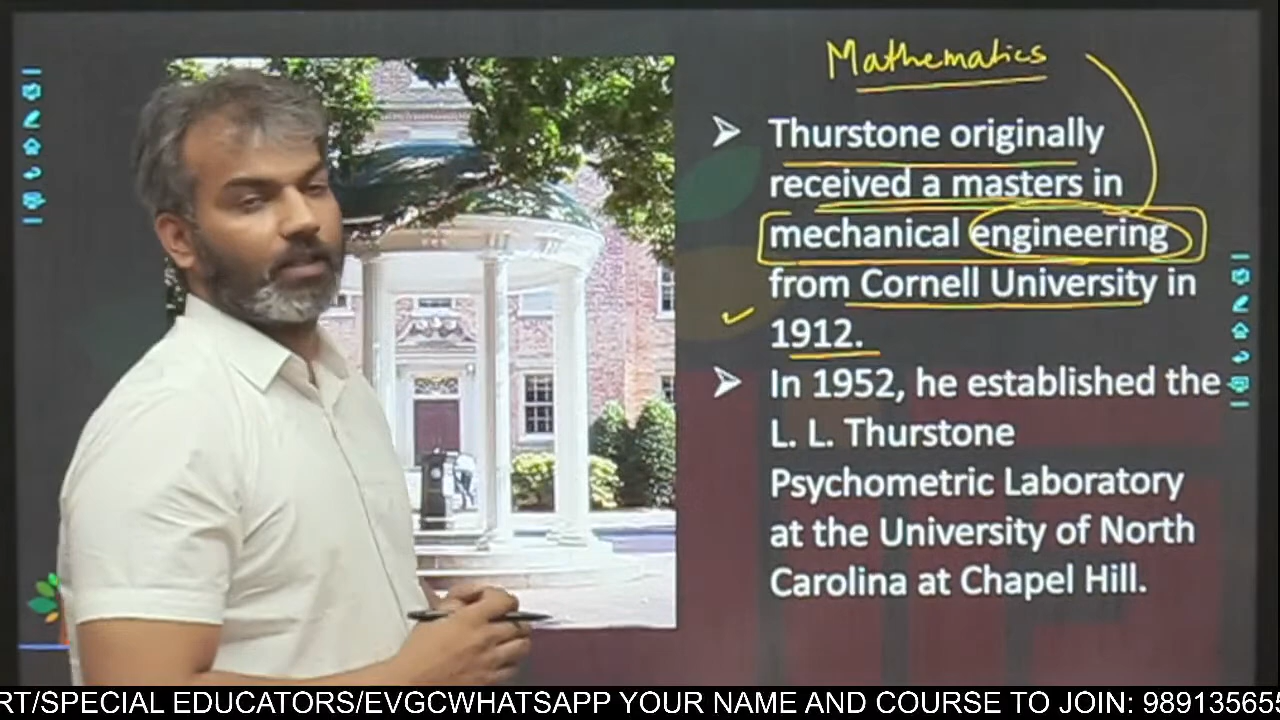 Mathematics
➤ Thurstone originally
received a masters in
mechanical engineering
from Cornell University in
1912.
➤ In 1952, he established the
L. L. Thurstone
Psychometric Laboratory
at the University of North
Carolina at Chapel Hill.
RT/SPECIAL EDUCATORS/EVGCWHATSAPP YOUR NAME AND COURSE TO JOIN: 989135655